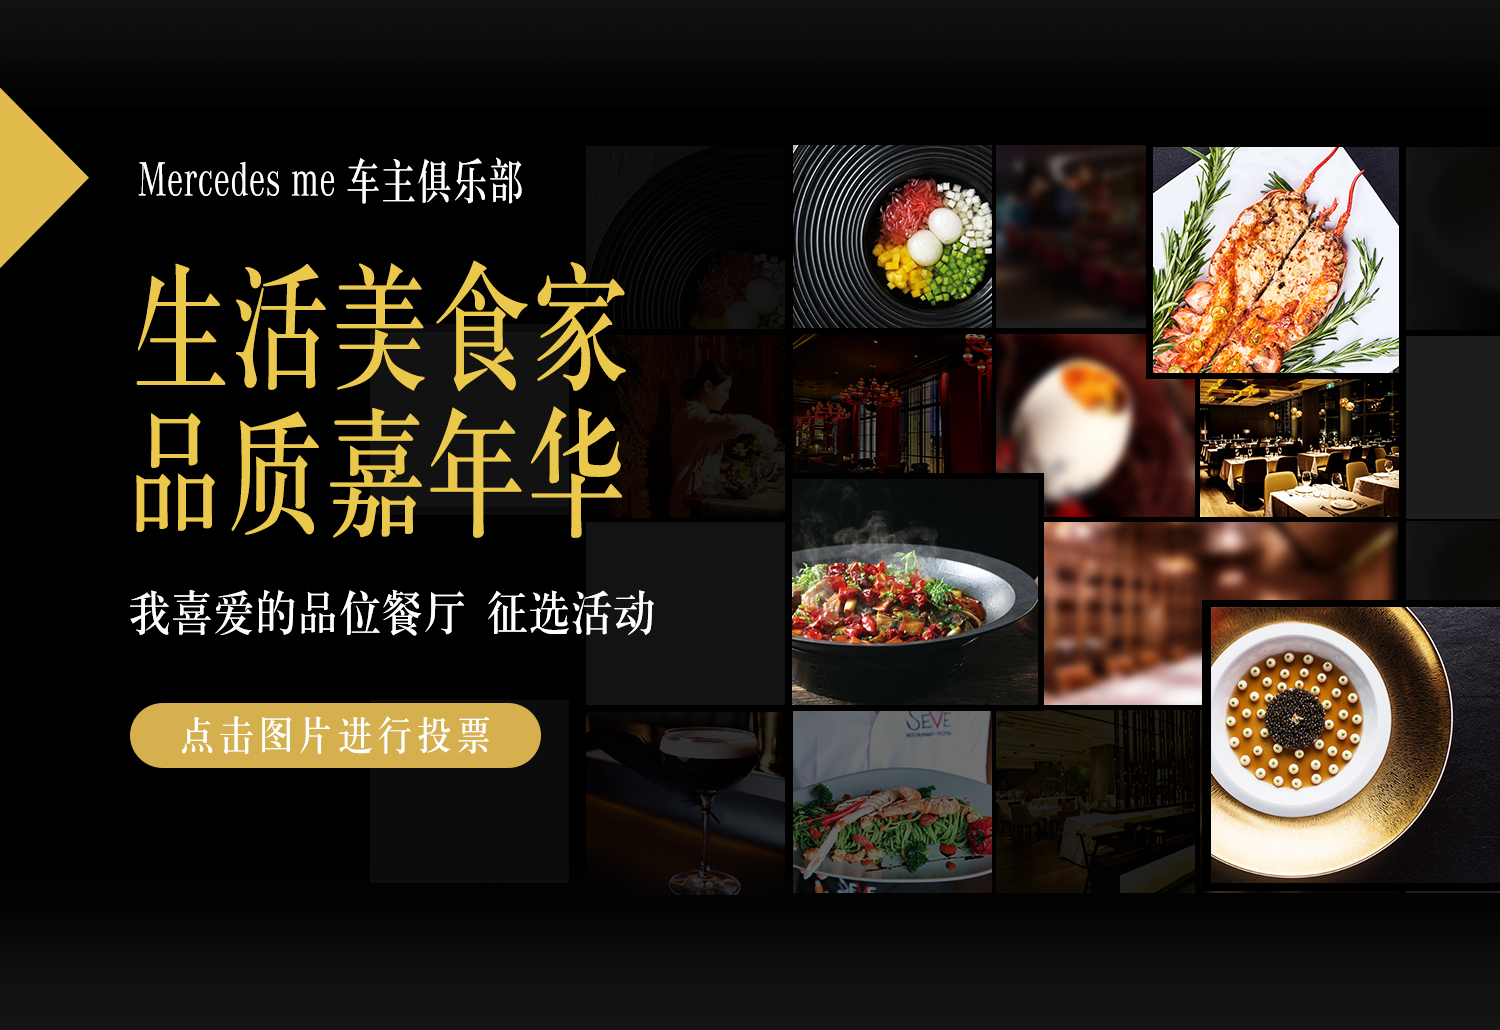 Mercedes me 车主俱乐部
生活美食家
品质嘉年华
我喜爱的品位餐厅 征选活动
点击图片进行投票
SEVE
SEVE